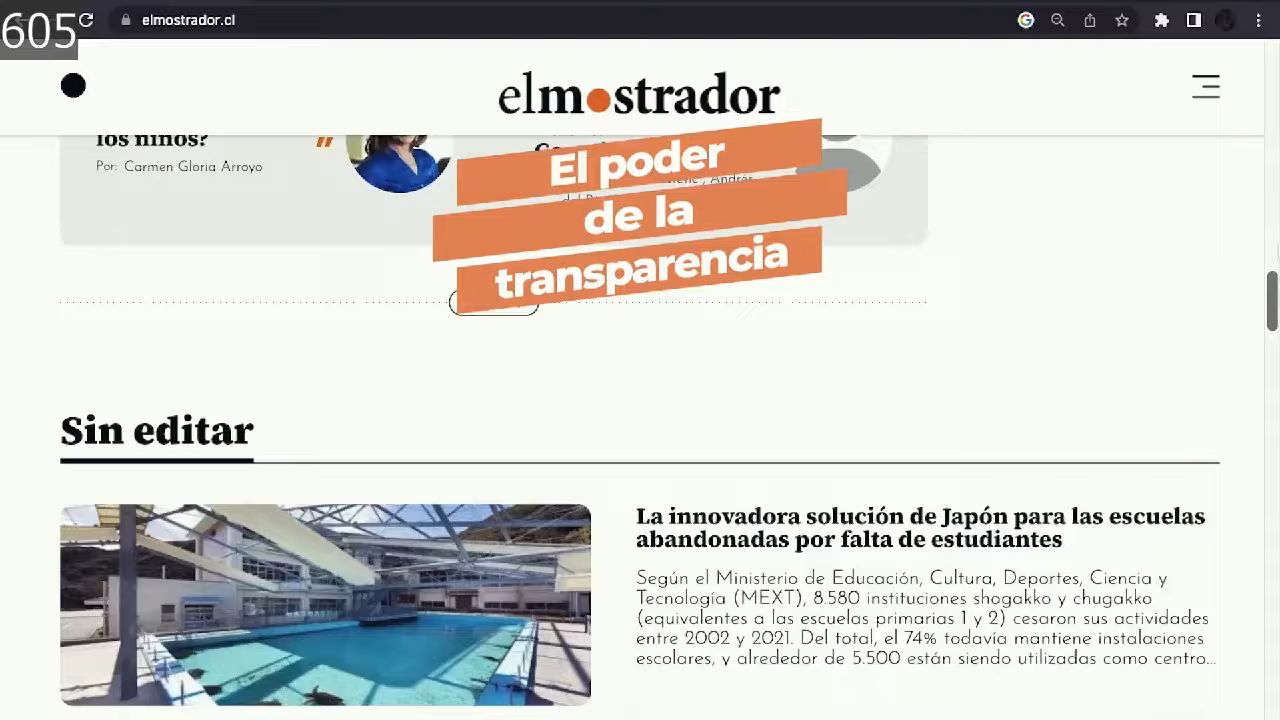 605
elmostrador.cl
elmostrador
los niños?
Por: Carmen Gloria Arroyo
El poder
de la
transparencia
Sin editar
La innovadora solución de Japón para las escuelas
abandonadas por falta de estudiantes
Según el Ministerio de Educación, Cultura, Deportes, Ciencia y
Tecnología (MEXT), 8.580 instituciones shogakko y chugakko
(equivalentes a las escuelas primarias 1 y 2) cesaron sus actividades
entre 2002 y 2021. Del total, el 74% todavía mantiene instalaciones
escolares, y alrededor de 5.500 están siendo utilizadas como centro...